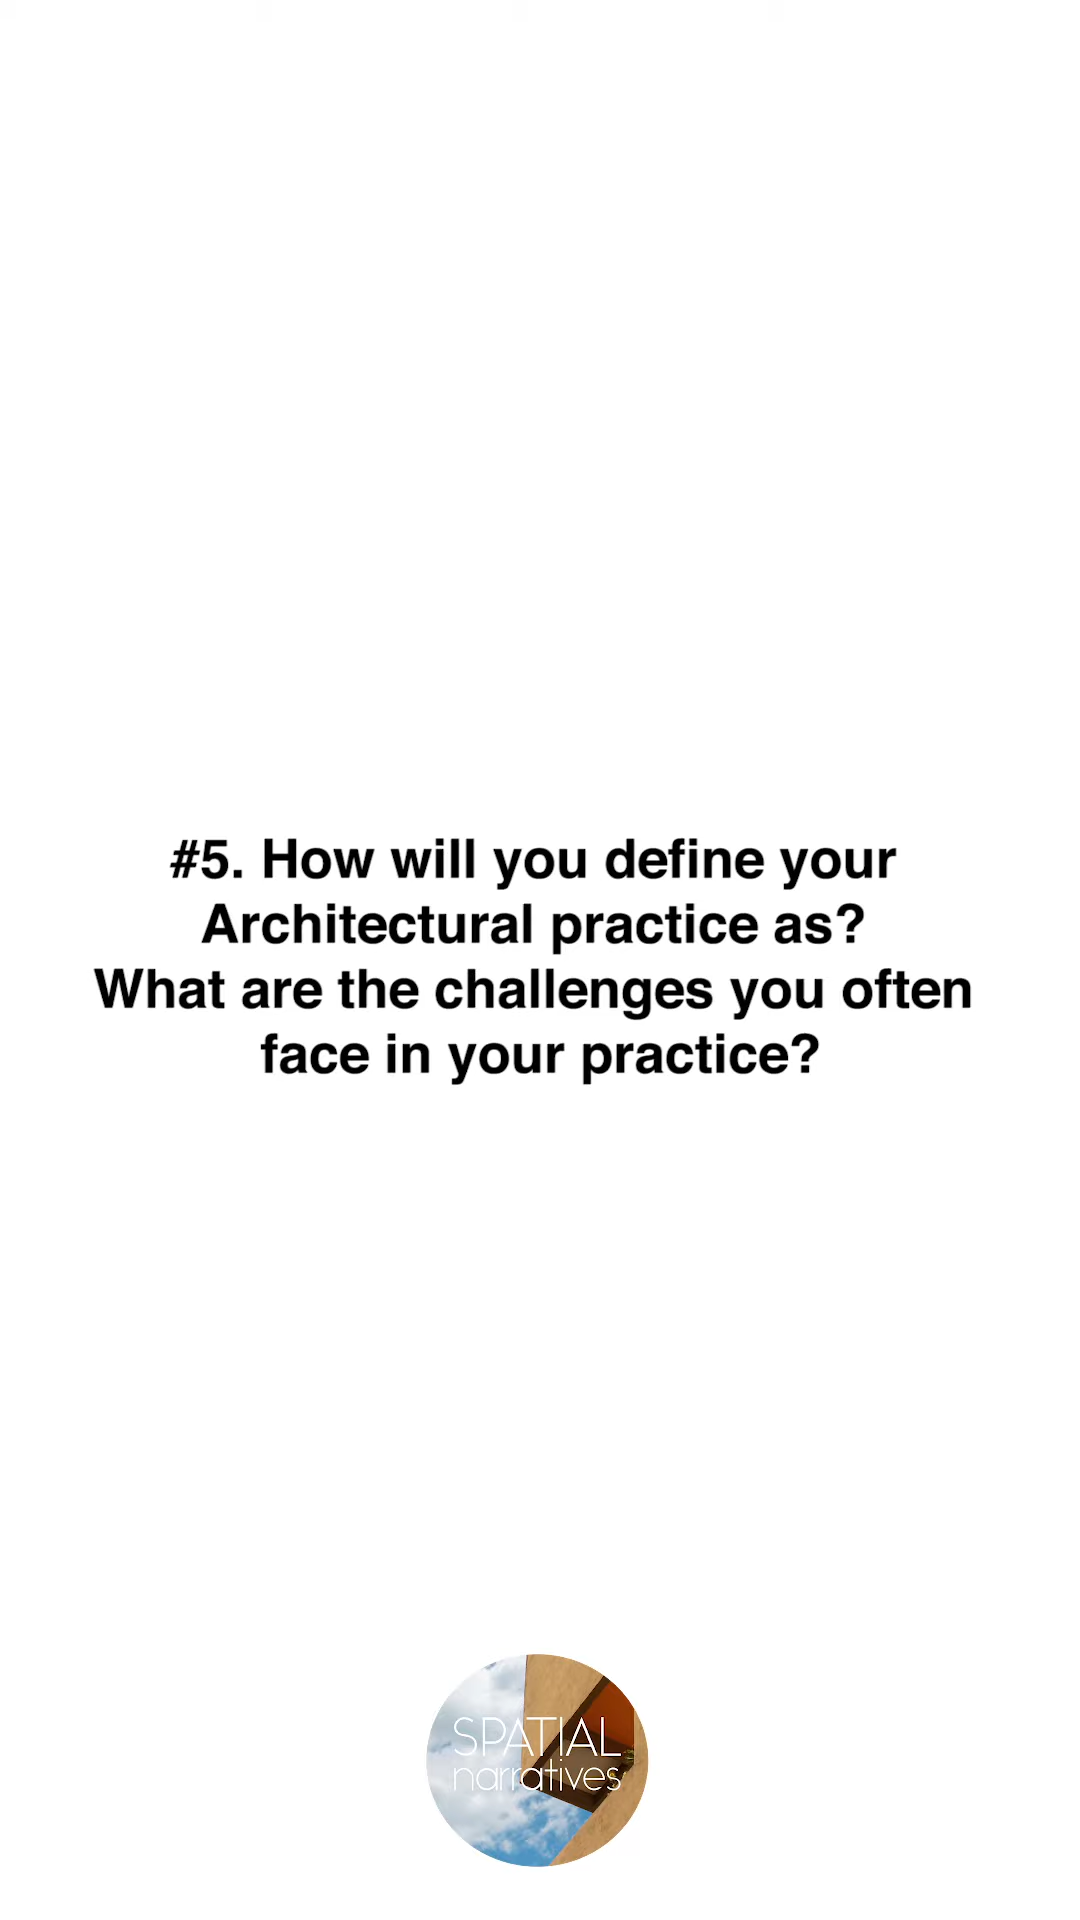 #5. How will you define your
Architectural practice as?
What are the challenges you often
face in your practice?
SPATIAL
narratives